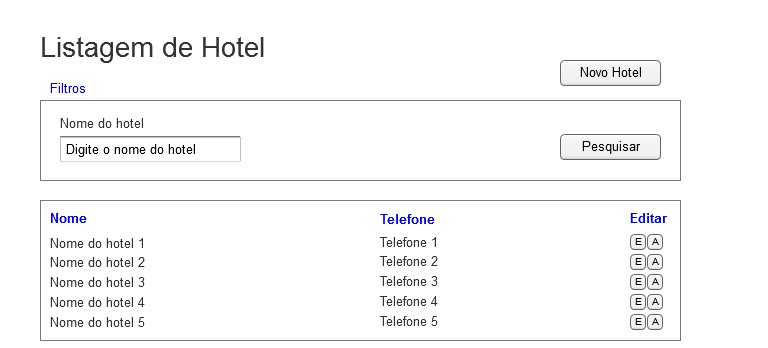 Listagem de Hotel
Novo Hotel
Filtros
Nome do hotel
Digite o nome do hotel
Pesquisar
Nome Telefone Editar
Nome do hotel 1 Telefone 1 E A
Nome do hotel 2 Telefone 2 E A
Nome do hotel 3 Telefone 3 E A
Nome do hotel 4 Telefone 4 E A
Nome do hotel 5 Telefone 5 E A